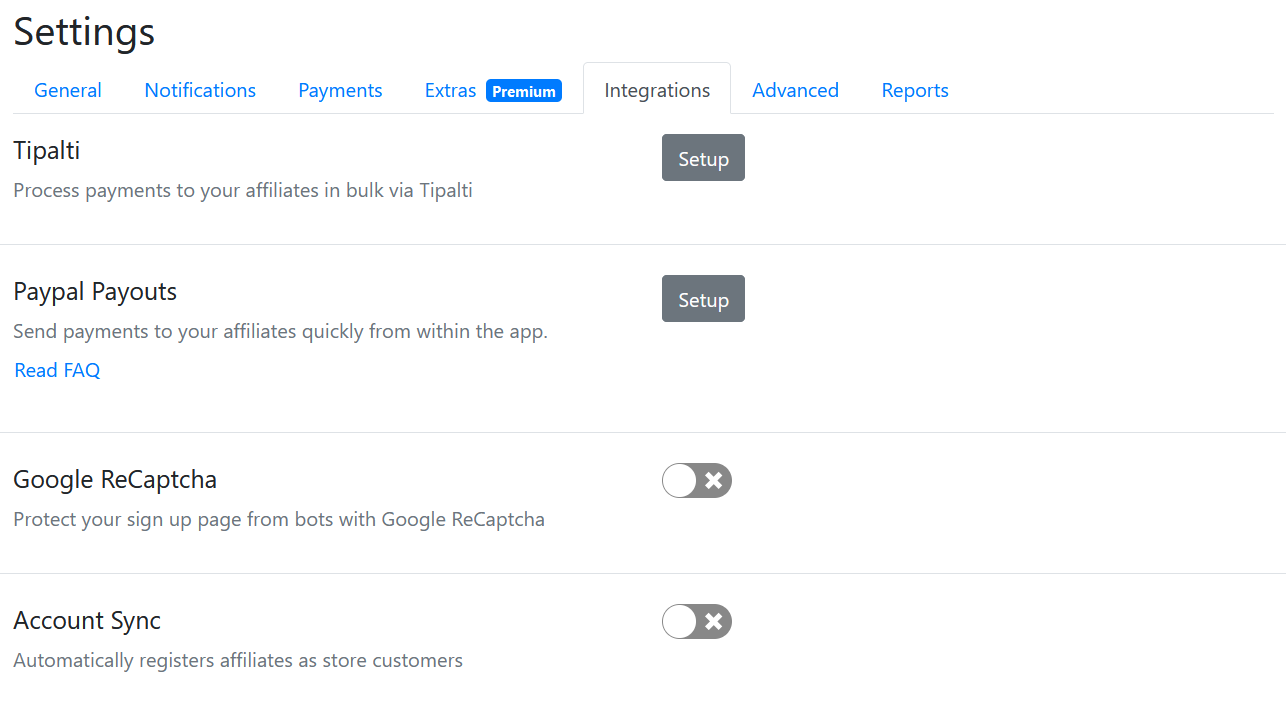 Settings
General Notifications Payments Extras Premium Integrations Advanced Reports
Tipalti Setup
Process payments to your affiliates in bulk via Tipalti
Paypal Payouts Setup
Send payments to your affiliates quickly from within the app.
Read FAQ
Google ReCaptcha
Protect your sign up page from bots with Google ReCaptcha
Account Sync
Automatically registers affiliates as store customers